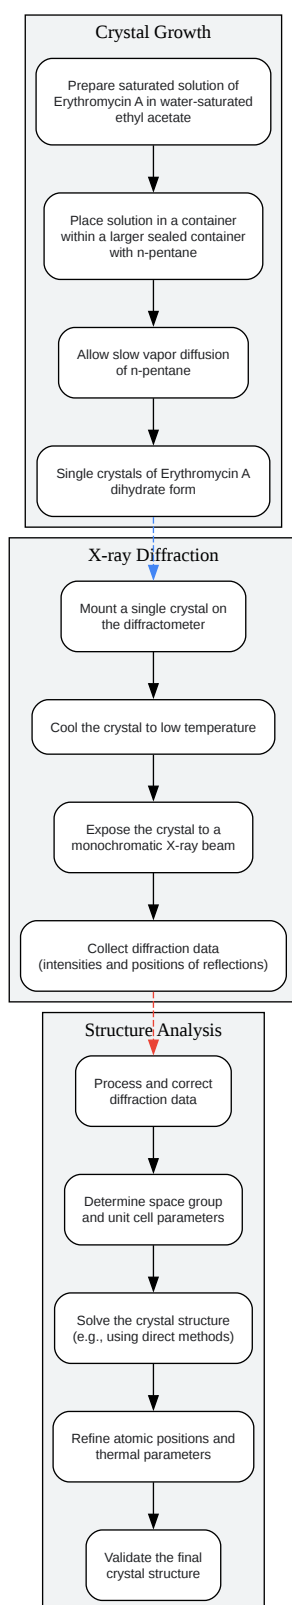 Crystal Growth
Prepare saturated solution of
Erythromycin A in water-saturated
ethyl acetate
Place solution in a container
within a larger sealed container
with n-pentane
Allow slow vapor diffusion
of n-pentane
Single crystals of Erythromycin A
dihydrate form
X-ray Diffraction
Mount a single crystal on
the diffractometer
Cool the crystal to low temperature
Expose the crystal to a
monochromatic X-ray beam
Collect diffraction data
(intensities and positions of reflections)
Structure Analysis
Process and correct
diffraction data
Determine space group
and unit cell parameters
Solve the crystal structure
(e.g., using direct methods)
Refine atomic positions and
thermal parameters
Validate the final
crystal structure